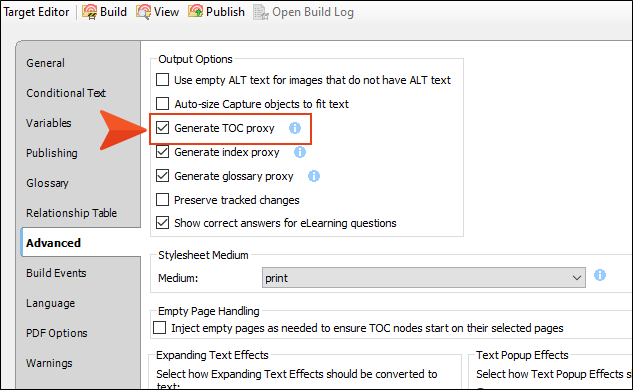 Target Editor Build View Publish Open Build Log
General
Conditional Text
Variables
Publishing
Glossary
Relationship Table
Advanced
Build Events
Language
PDF Options
Warnings
Output Options
Use empty ALT text for images that do not have ALT text
Auto-size Capture objects to fit text
Generate TOC proxy
Generate index proxy
Generate glossary proxy
Preserve tracked changes
Show correct answers for eLearning questions
Stylesheet Medium
Medium: print
Empty Page Handling
Inject empty pages as needed to ensure TOC nodes start on their selected pages
Expanding Text Effects
Select how Expanding Text Effects should be converted to
text:
Text Popup Effects
Select how Text Popup Effects s